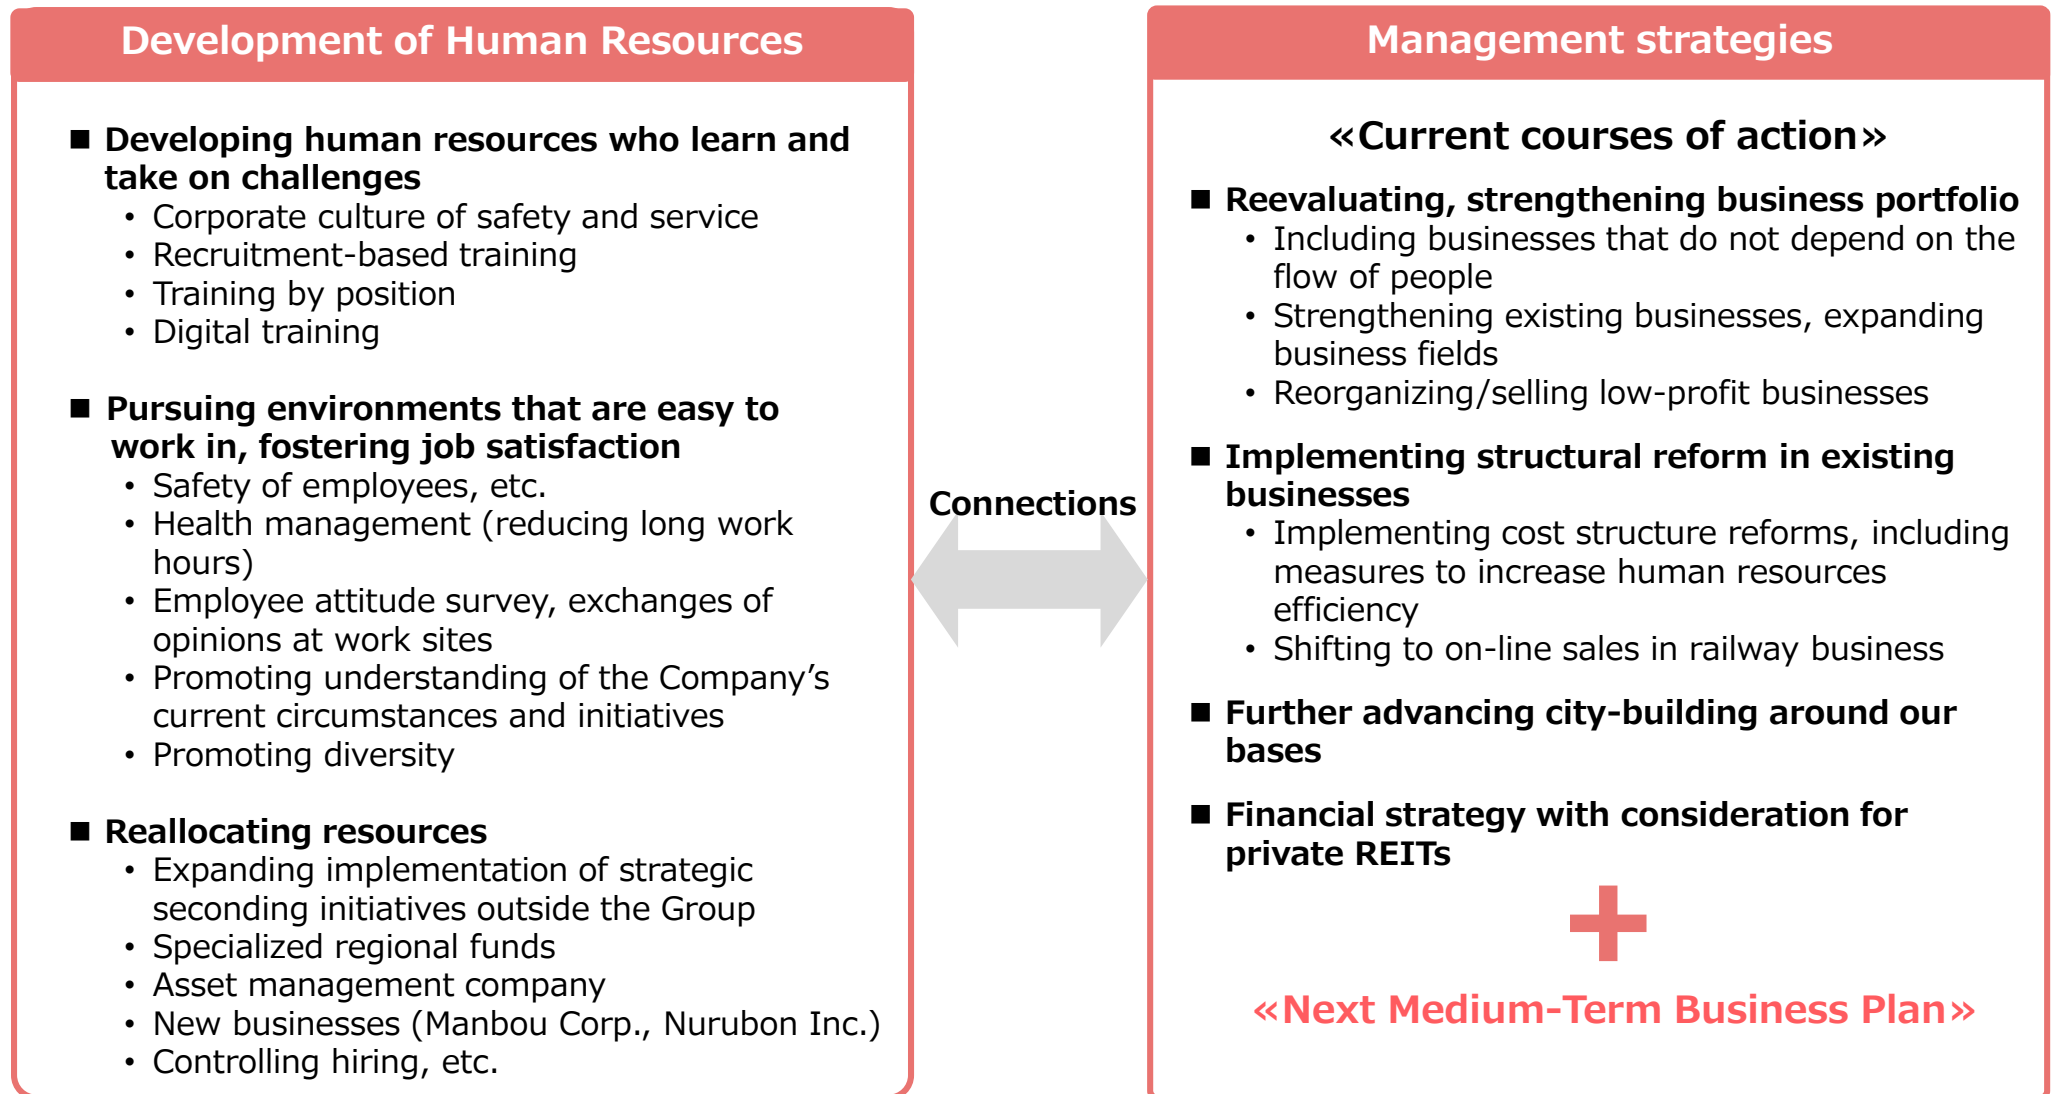 Development of Human Resources
■ Developing human resources who learn and
take on challenges
• Corporate culture of safety and service
• Recruitment-based training
• Training by position
• Digital training
■ Pursuing environments that are easy to
work in, fostering job satisfaction
• Safety of employees, etc.
• Health management (reducing long work
hours)
• Employee attitude survey, exchanges of
opinions at work sites
• Promoting understanding of the Company’s
current circumstances and initiatives
• Promoting diversity
■ Reallocating resources
• Expanding implementation of strategic
seconding initiatives outside the Group
• Specialized regional funds
• Asset management company
• New businesses (Manbou Corp., Nurubon Inc.)
• Controlling hiring, etc.
Connections
Management strategies
«Current courses of action»
■ Reevaluating, strengthening business portfolio
• Including businesses that do not depend on the
flow of people
• Strengthening existing businesses, expanding
business fields
• Reorganizing/selling low-profit businesses
■ Implementing structural reform in existing
businesses
• Implementing cost structure reforms, including
measures to increase human resources
efficiency
• Shifting to on-line sales in railway business
■ Further advancing city-building around our
bases
■ Financial strategy with consideration for
private REITs
+
«Next Medium-Term Business Plan»